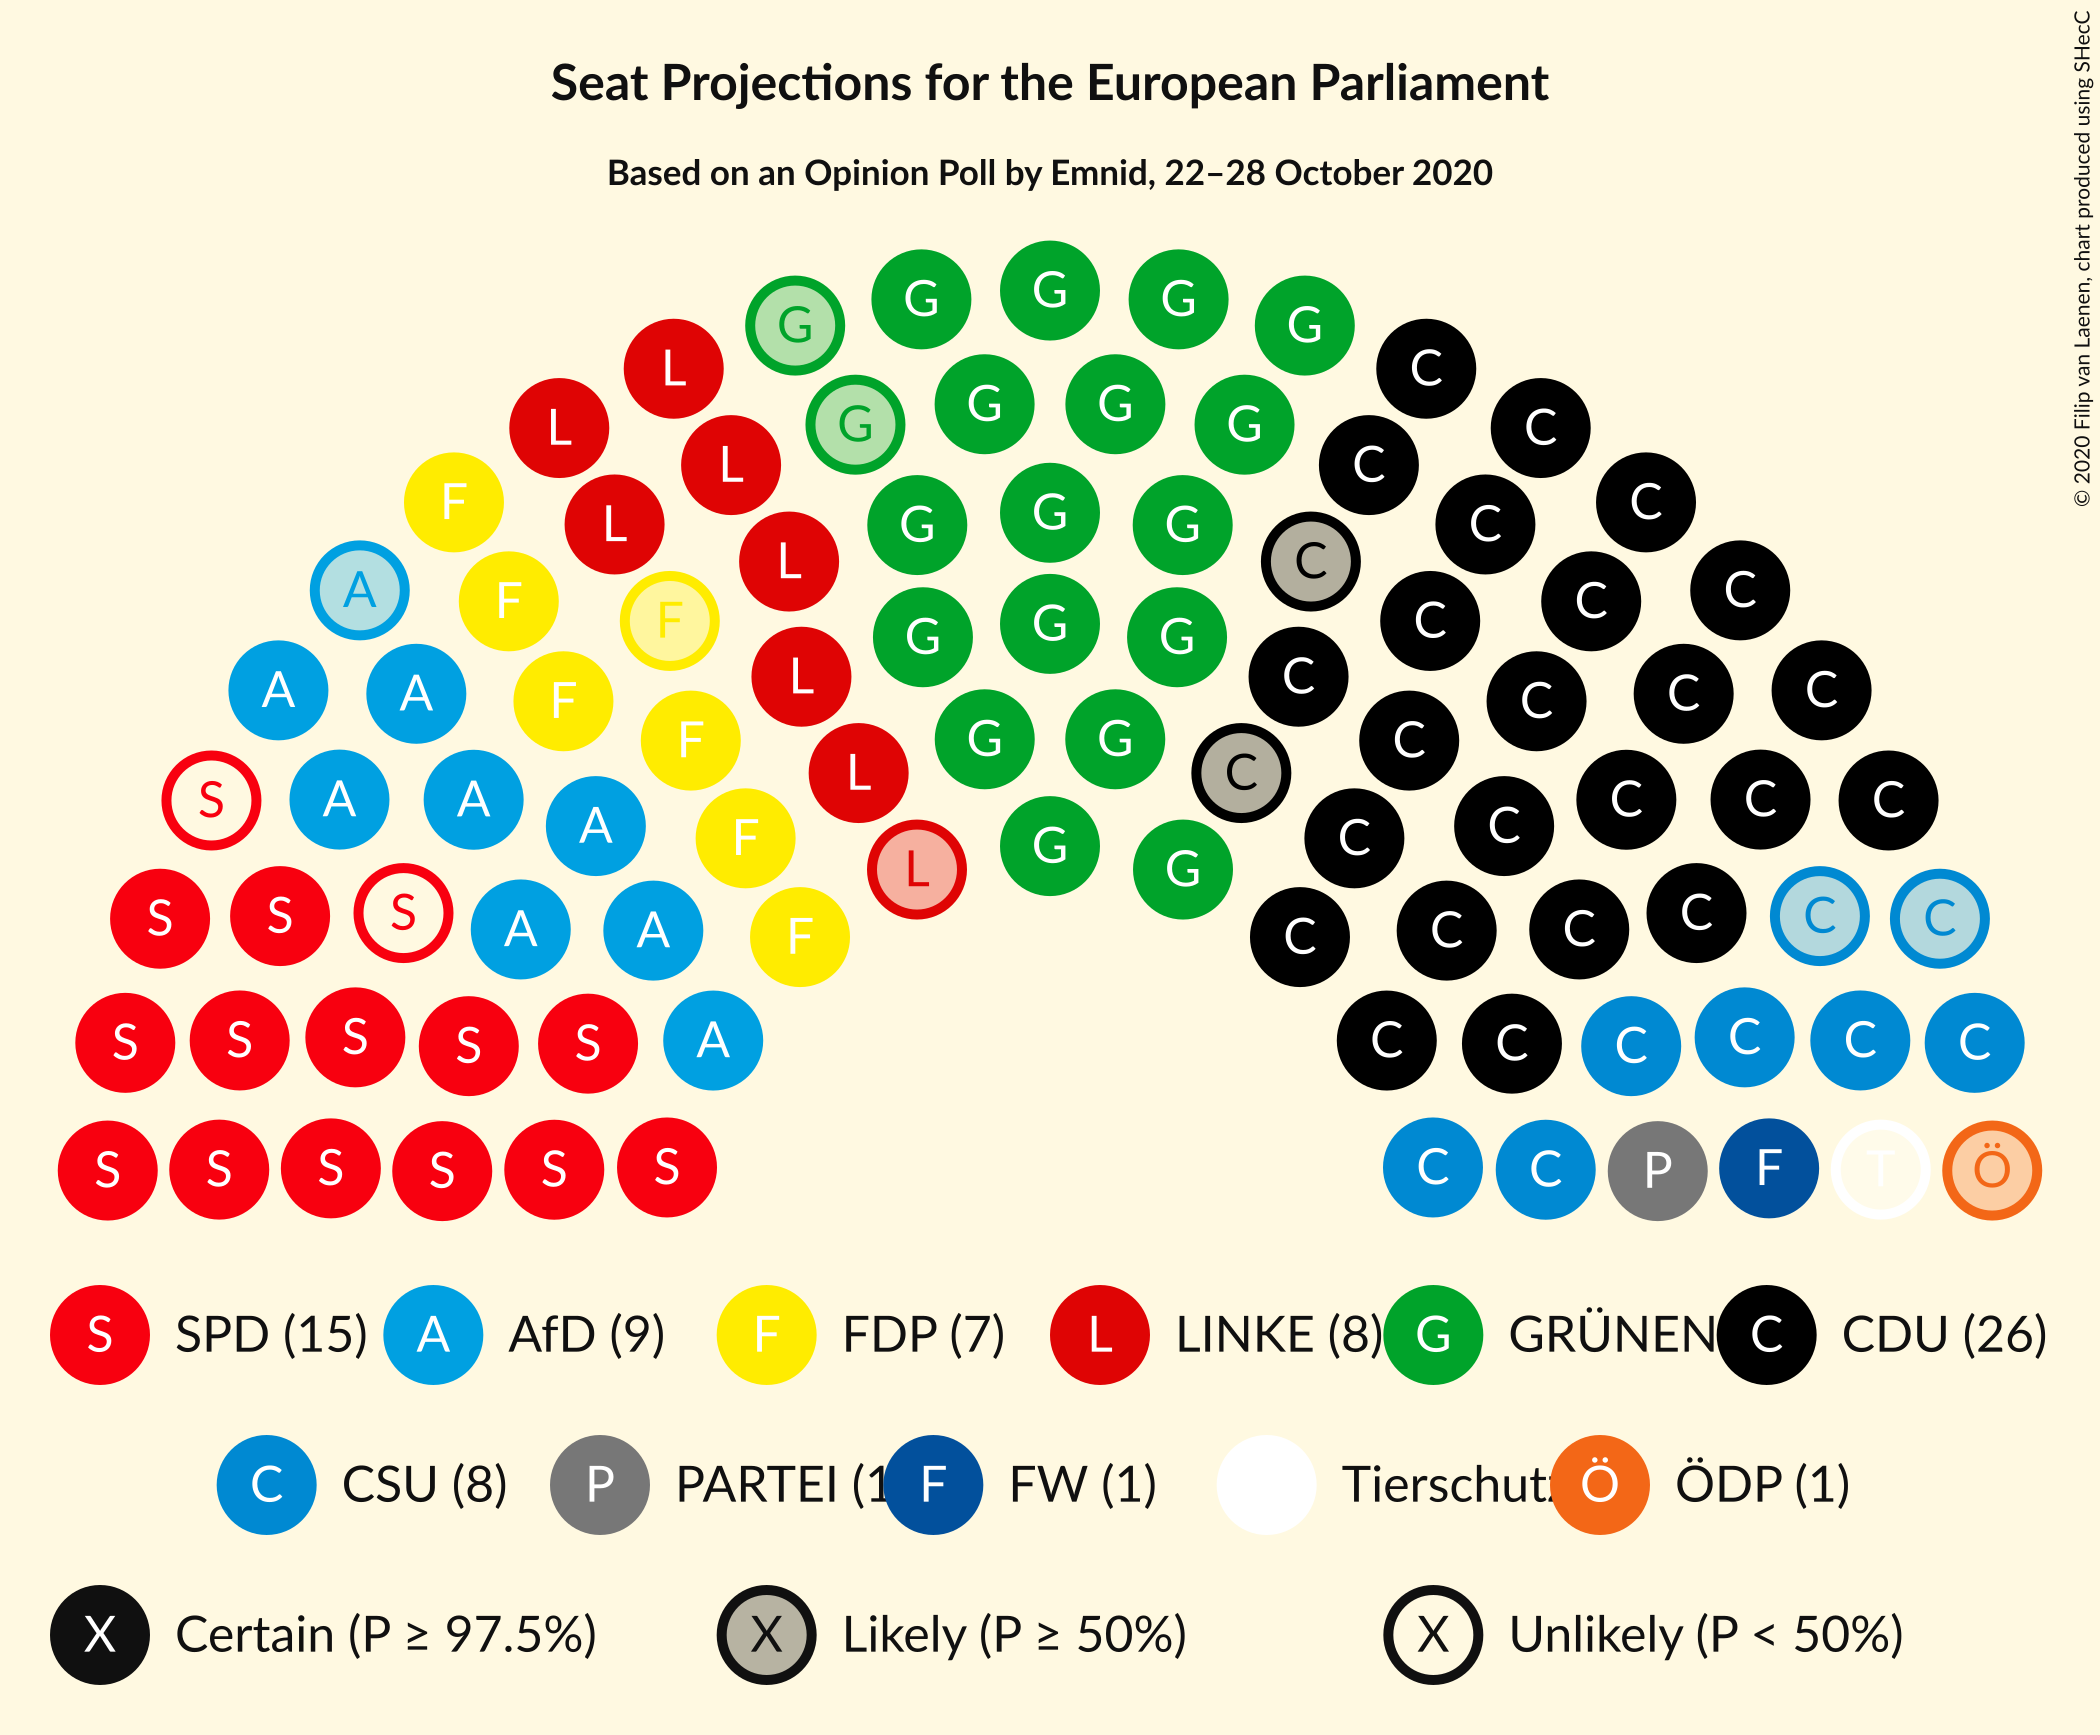 © 2020 Filip van Laenen, chart produced using SHecC
Seat Projections for the European Parliament
Based on an Opinion Poll by Emnid, 22–28 October 2020
G G G G G
L C
L G G G G C
L C
F L G G G C C
A F L C C C
F G G G C
A A F L C C C C
F G G C
S A A L C C C C
A F G C C
L G
S S S A A F C C C C C C
S S S S S A C C C C C C
S S S S S S C C P F T Ö
S SPD (15) A AfD (9) F FDP (7) L LINKE (8) G GRÜNEN C CDU (26)
C CSU (8) P PARTEI (1 F FW (1) Tierschutz Ö ÖDP (1)
X Certain (P ≥ 97.5%) X Likely (P ≥ 50%) X Unlikely (P < 50%)